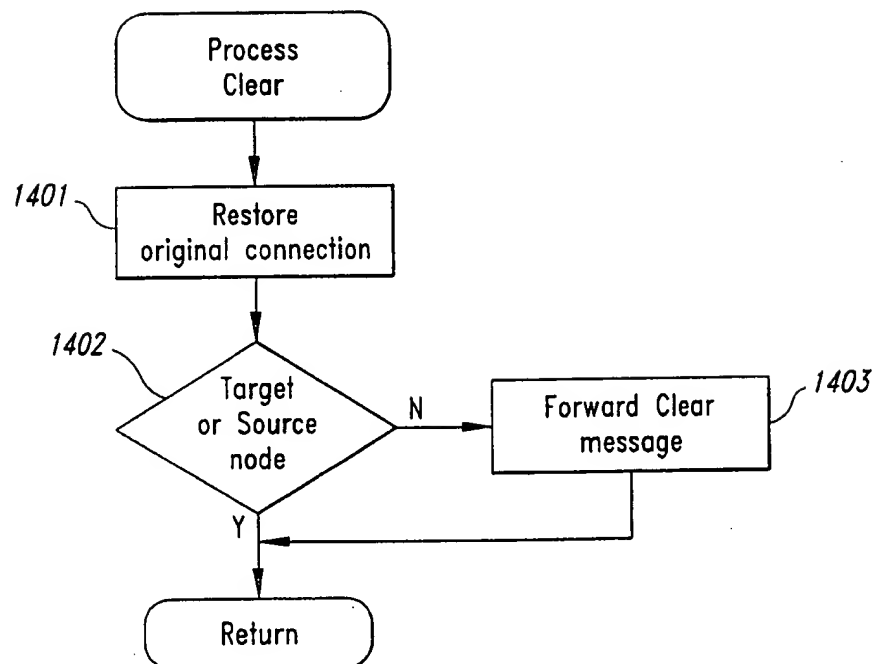 Process
Clear
1401
Restore
original connection
1402
Target
or Source
node
N
1403
Forward Clear
message
Y
Return